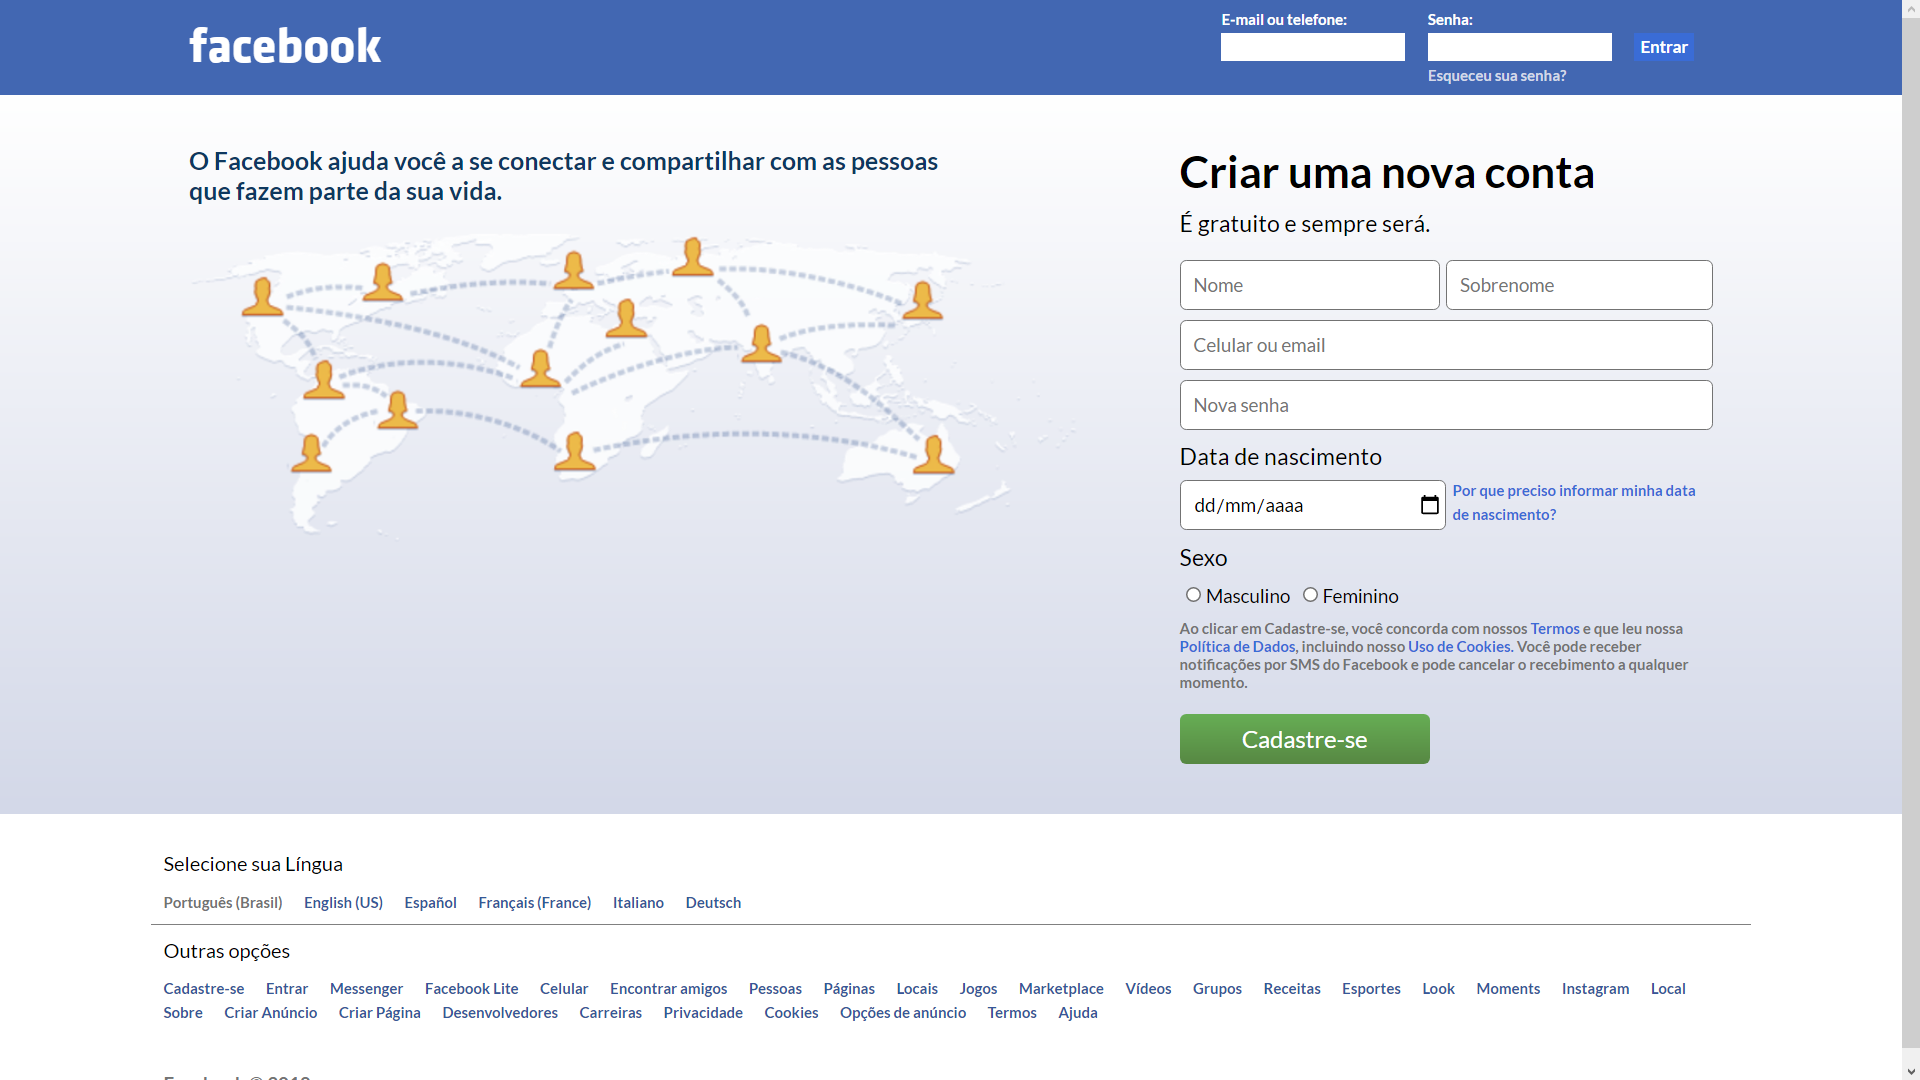 facebook
E-mail ou telefone:
Senha:
Entrar
Esqueceu sua senha?
O Facebook ajuda você a se conectar e compartilhar com as pessoas
que fazem parte da sua vida.
Criar uma nova conta
É gratuito e sempre será.
Nome
Sobrenome
Celular ou email
Nova senha
Data de nascimento
dd/mm/aaaa
Por que preciso informar minha data
de nascimento?
Sexo
Masculino Feminino
Ao clicar em Cadastre-se, você concorda com nossos Termos e que leu nossa
Política de Dados, incluindo nosso Uso de Cookies. Você pode receber
notificações por SMS do Facebook e pode cancelar o recebimento a qualquer
momento.
Cadastre-se
Selecione sua Língua
Português (Brasil) English (US) Español Français (France) Italiano Deutsch
Outras opções
Cadastre-se Entrar Messenger Facebook Lite Celular Encontrar amigos Pessoas Páginas Locais Jogos Marketplace Vídeos Grupos Receitas Esportes Look Moments Instagram Local
Sobre Criar Anúncio Criar Página Desenvolvedores Carreiras Privacidade Cookies Opções de anúncio Termos Ajuda